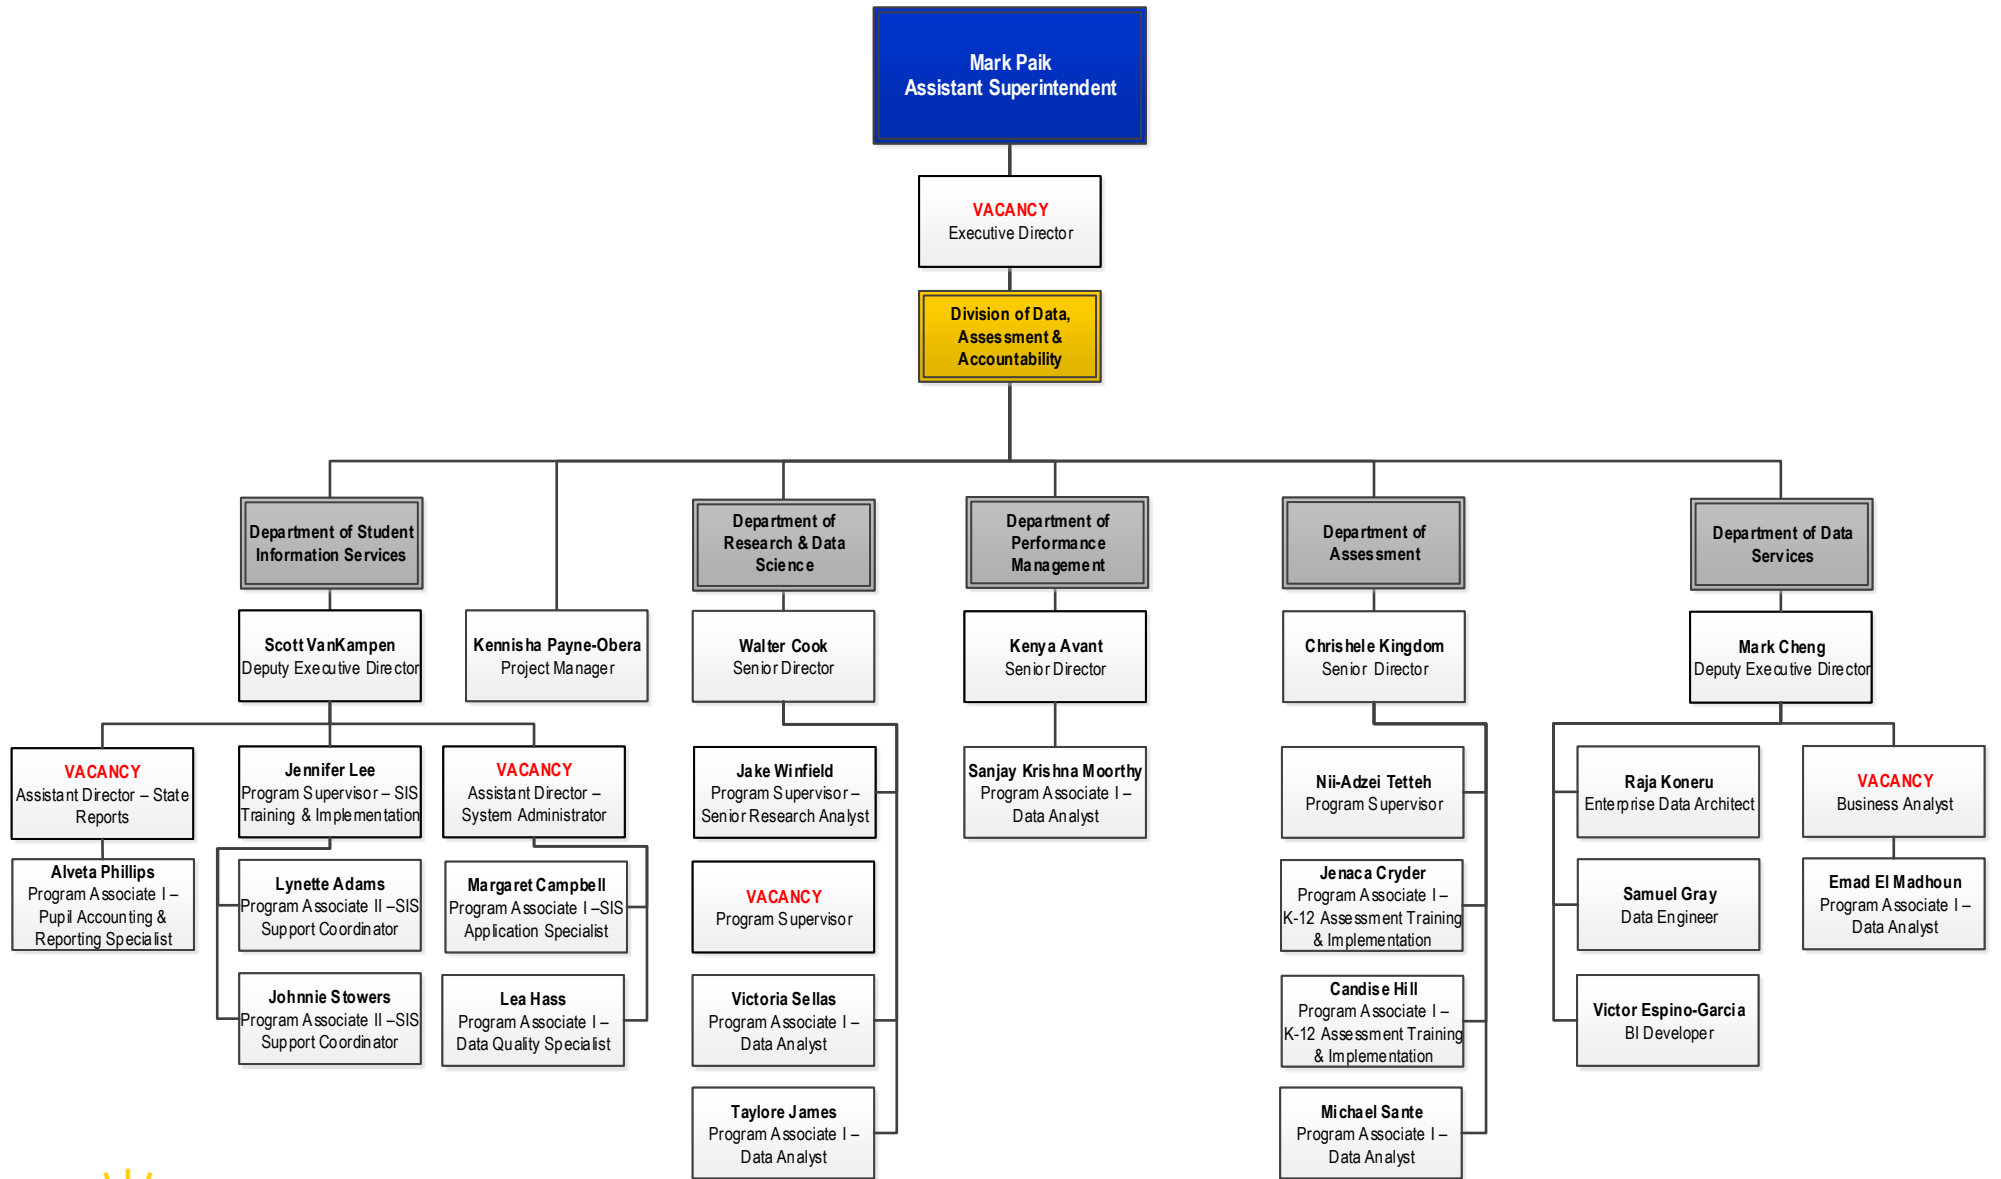 Mark Paik
Assistant Superintendent
VACANCY
Executive Director
Division of Data,
Assessment &
Accountability
Department of Student
Information Services
Department of
Research & Data
Science
Department of
Performance
Management
Department of
Assessment
Department of Data
Services
Scott VanKampen
Deputy Executive Director
Kennisha Payne-Obera
Project Manager
Walter Cook
Senior Director
Kenya Avant
Senior Director
Chrishele Kingdom
Senior Director
Mark Cheng
Deputy Executive Director
VACANCY
Assistant Director – State
Reports
Jennifer Lee
Program Supervisor – SIS
Training & Implementation
VACANCY
Assistant Director –
System Administrator
Jake Winfield
Program Supervisor –
Senior Research Analyst
Sanjay Krishna Moorthy
Program Associate I –
Data Analyst
Nii-Adzei Tetteh
Program Supervisor
Raja Koneru
Enterprise Data Architect
VACANCY
Business Analyst
Alveta Phillips
Program Associate I –
Pupil Accounting &
Reporting Specialist
Lynette Adams
Program Associate II –SIS
Support Coordinator
Margaret Campbell
Program Associate I –SIS
Application Specialist
VACANCY
Program Supervisor
Jenaca Cryder
Program Associate I –
K-12 Assessment Training
& Implementation
Samuel Gray
Data Engineer
Emad El Madhoun
Program Associate I –
Data Analyst
Johnnie Stowers
Program Associate II –SIS
Support Coordinator
Lea Hass
Program Associate I –
Data Quality Specialist
Victoria Sellas
Program Associate I –
Data Analyst
Candise Hill
Program Associate I –
K-12 Assessment Training
& Implementation
Victor Espino-Garcia
BI Developer
Taylore James
Program Associate I –
Data Analyst
Michael Sante
Program Associate I –
Data Analyst